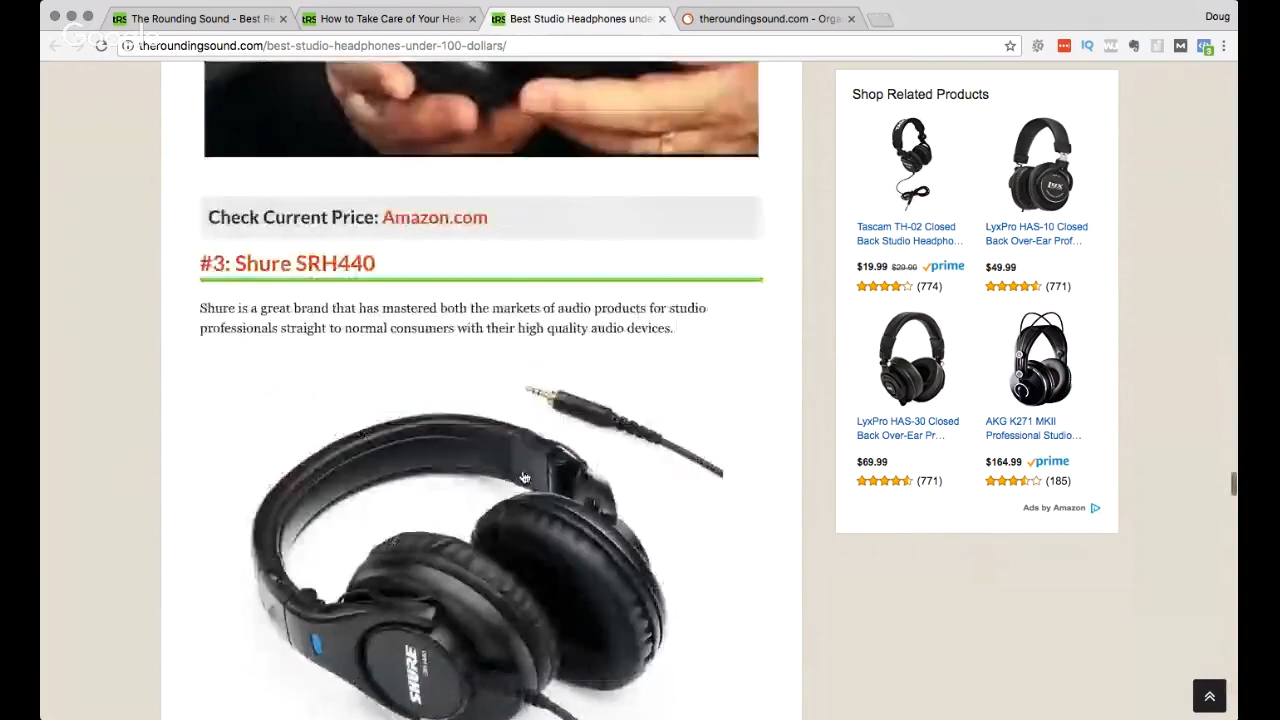 The Rounding Sound - Best Re
How to Take Care of Your Hea
Best Studio Headphones unde
theroundingsound.com - Orga
Doug
Google
theroundingsound.com/best-studio-headphones-under-100-dollars/
Check Current Price: Amazon.com
#3: Shure SRH440
Shure is a great brand that has mastered both the markets of audio products for studio
professionals straight to normal consumers with their high quality audio devices.
SHURE
SRH440
Shop Related Products
Tascam TH-02 Closed
Back Studio Headpho...
$19.99 $29.99 prime
(774)
LyxPro HAS-10 Closed
Back Over-Ear Prof...
$49.99
(771)
LyxPro HAS-30 Closed
Back Over-Ear Pr...
$69.99
(771)
AKG K271 MKII
Professional Studio...
$164.99 prime
(185)
Ads by Amazon